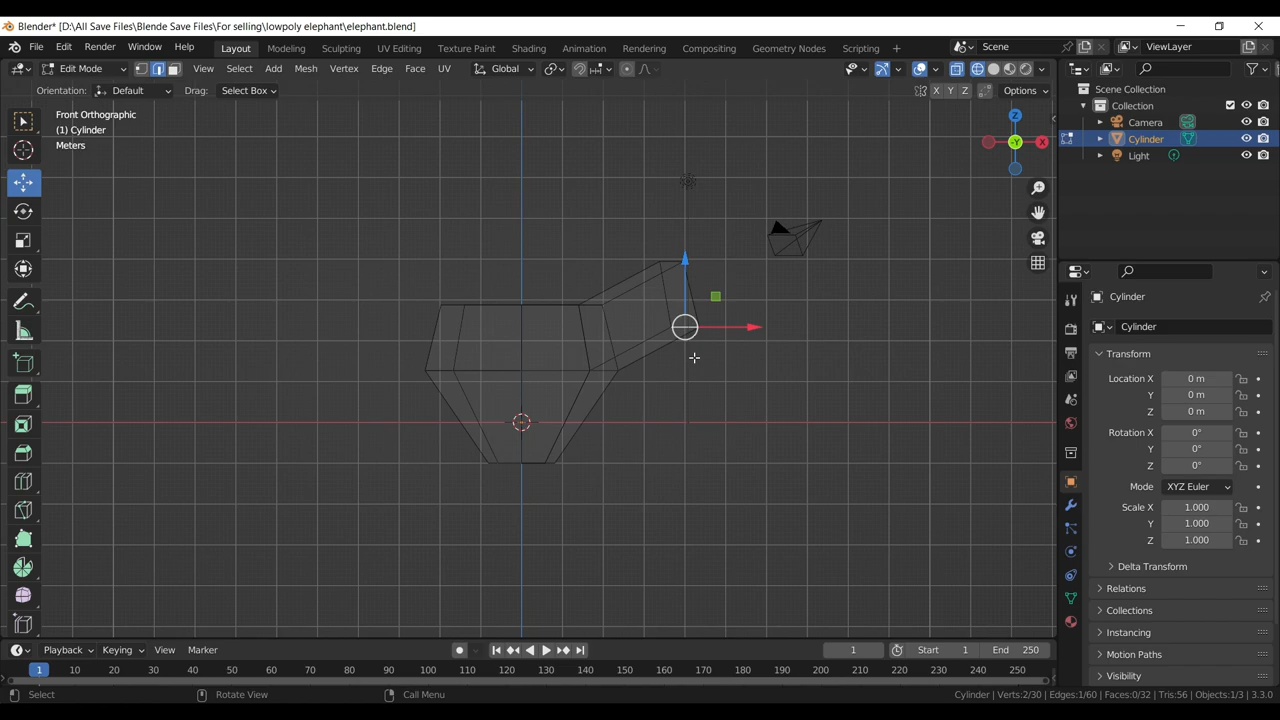 Blender* [D:\All Save Files\Blende Save Files\For selling\lowpoly elephant\elephant.blend]
File Edit Render Window Help Layout Modeling Sculpting UV Editing Texture Paint Shading Animation Rendering Compositing Geometry Nodes Scripting + Scene ViewLayer
Edit Mode View Select Add Mesh Vertex Edge Face UV Global
Orientation: Default Drag: Select Box X Y Z Options
Scene Collection
Collection
Camera
Cylinder
Light
Front Orthographic
(1) Cylinder
Meters
Z
-Y
X
Cylinder
Cylinder
Transform
Location X 0 m
Y 0 m
Z 0 m
Rotation X 0°
Y 0°
Z 0°
Mode XYZ Euler
Scale X 1.000
Y 1.000
Z 1.000
Delta Transform
Relations
Collections
Instancing
Motion Paths
Visibility
Playback Keying View Marker 1 Start 1 End 250
1 10 20 30 40 50 60 70 80 90 100 110 120 130 140 150 160 170 180 190 200 210 220 230 240 250
Select Rotate View Call Menu Cylinder | Verts:2/30 | Edges:1/60 | Faces:0/32 | Tris:56 | Objects:1/3 | 3.3.0